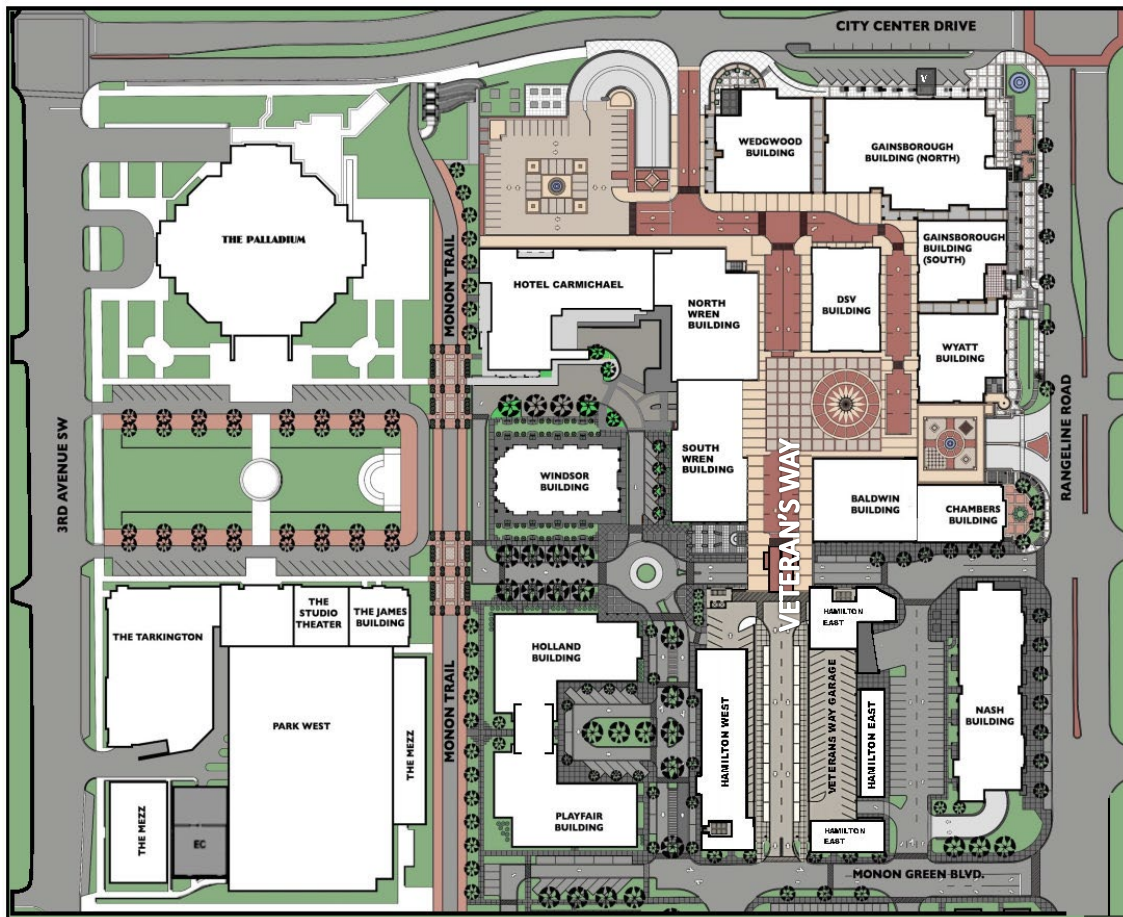 CITY CENTER DRIVE
V
WEDGWOOD
BUILDING
GAINSBOROUGH
BUILDING (NORTH)
THE PALLADIUM
MONON TRAIL
GAINSBOROUGH
BUILDING
(SOUTH)
HOTEL CARMICHAEL
NORTH
WREN BUILDING
DSV
BUILDING
WYATT
BUILDING
RANGELINE ROAD
3RD AVENUE SW
WINDSOR
BUILDING
SOUTH
WREN
BUILDING
VETERAN'S WAY
BALDWIN
BUILDING
CHAMBERS
BUILDING
THE TARKINGTON
THE
STUDIO
THEATER
THE JAMES
BUILDING
HOLLAND
BUILDING
HAMILTON
EAST
MONON TRAIL
PARK WEST
THE MEZZ
HAMILTON WEST
VETERANS WAY GARAGE
HAMILTON EAST
NASH
BUILDING
THE MEZZ
EC
PLAYFAIR
BUILDING
HAMILTON
EAST
MONON GREEN BLVD.